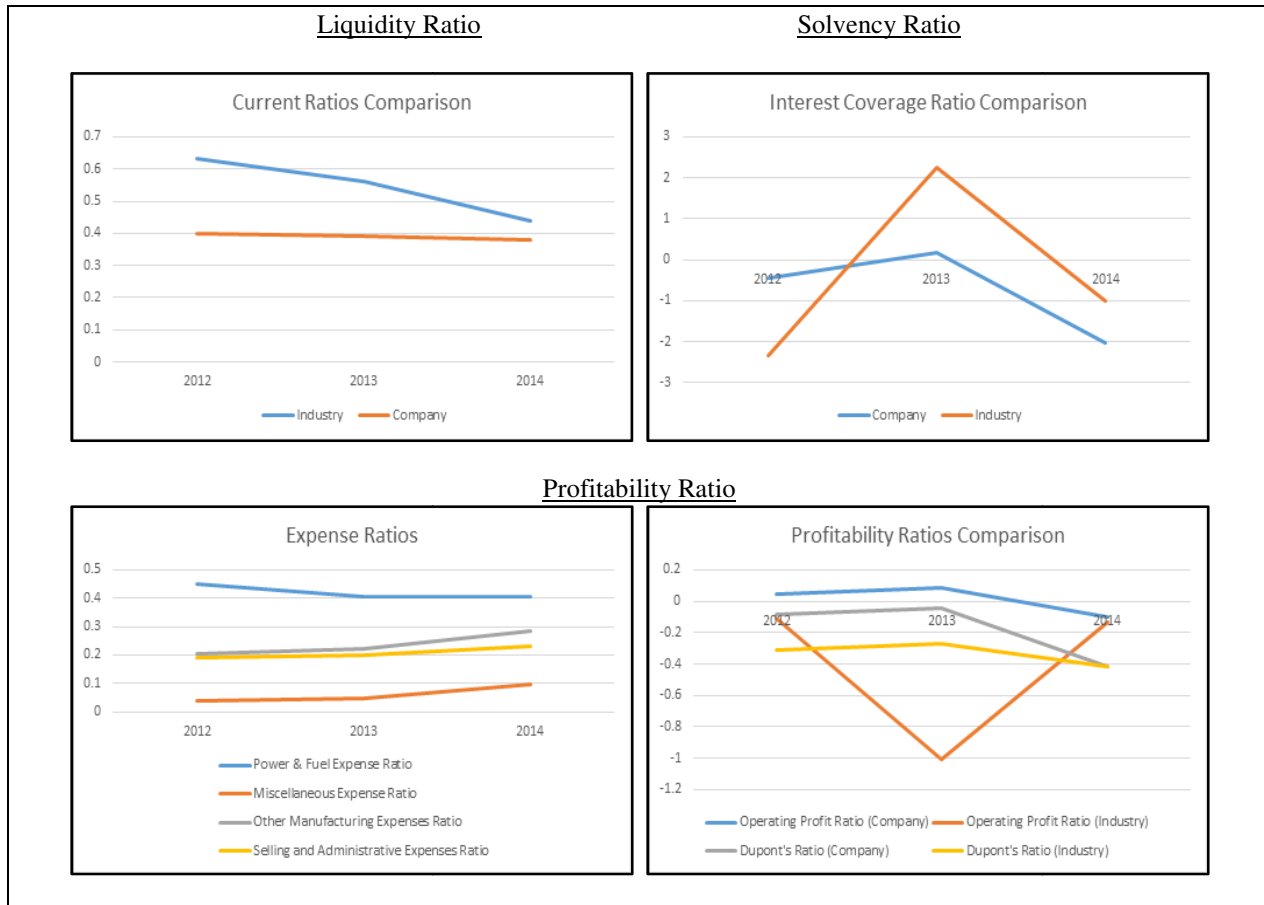 Liquidity Ratio
Solvency Ratio
Current Ratios Comparison
0.7
0.6
0.5
0.4
0.3
0.2
0.1
0
2012 2013 2014
Industry Company
Interest Coverage Ratio Comparison
3
2
1
0
-1
-2
-3
2012 2013 2014
Company Industry
Profitability Ratio
Expense Ratios
0.5
0.4
0.3
0.2
0.1
0
2012 2013 2014
Power & Fuel Expense Ratio
Miscellaneous Expense Ratio
Other Manufacturing Expenses Ratio
Selling and Administrative Expenses Ratio
Profitability Ratios Comparison
0.2
0
-0.2
-0.4
-0.6
-0.8
-1
-1.2
2012 2013 2014
Operating Profit Ratio (Company) Operating Profit Ratio (Industry)
Dupont's Ratio (Company) Dupont's Ratio (Industry)